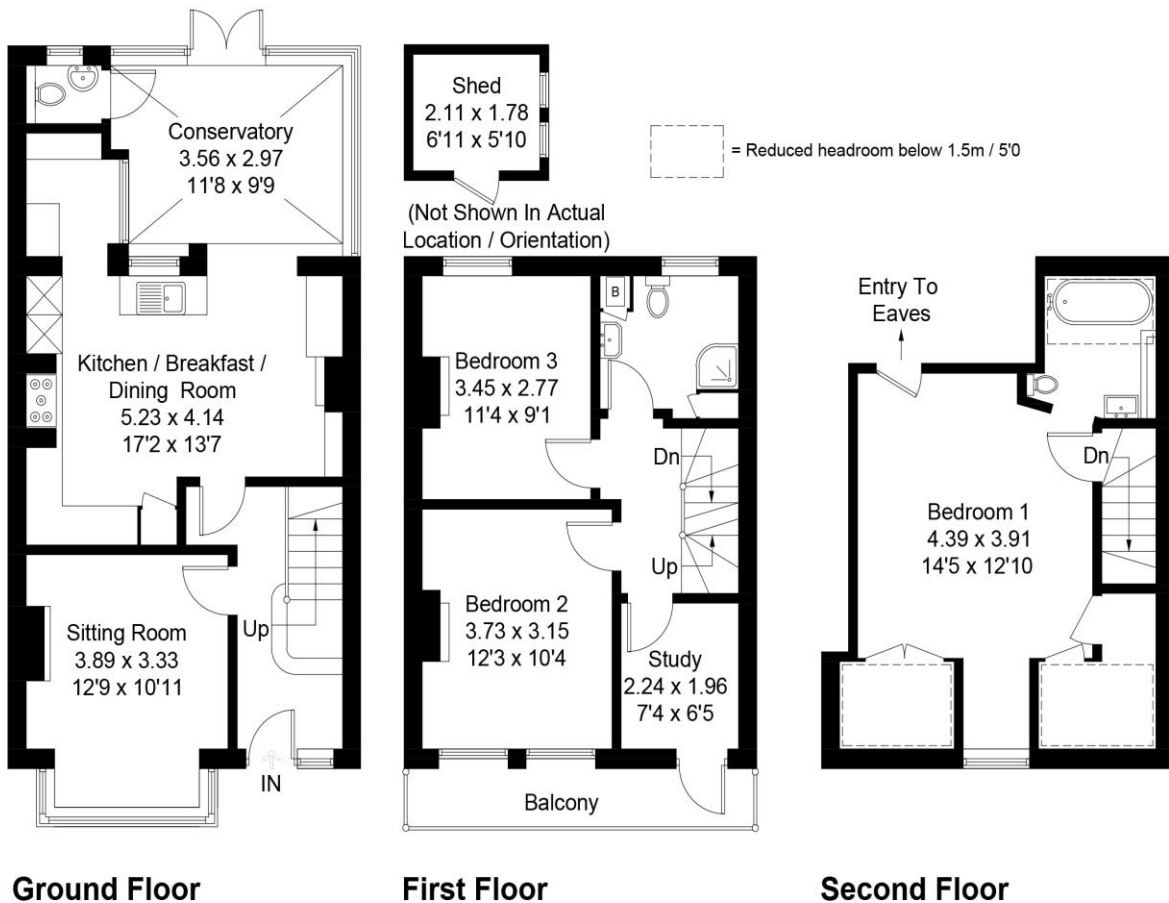 Conservatory
3.56 x 2.97
11'8 x 9'9
Kitchen / Breakfast /
Dining Room
5.23 x 4.14
17'2 x 13'7
Sitting Room
3.89 x 3.33
12'9 x 10'11
Up
IN
Ground Floor
Shed
2.11 x 1.78
6'11 x 5'10
(Not Shown In Actual
Location / Orientation)
= Reduced headroom below 1.5m / 5'0
B
Bedroom 3
3.45 x 2.77
11'4 x 9'1
Dn
Up
Bedroom 2
3.73 x 3.15
12'3 x 10'4
Study
2.24 x 1.96
7'4 x 6'5
Balcony
First Floor
Entry To
Eaves
Dn
Bedroom 1
4.39 x 3.91
14'5 x 12'10
Second Floor